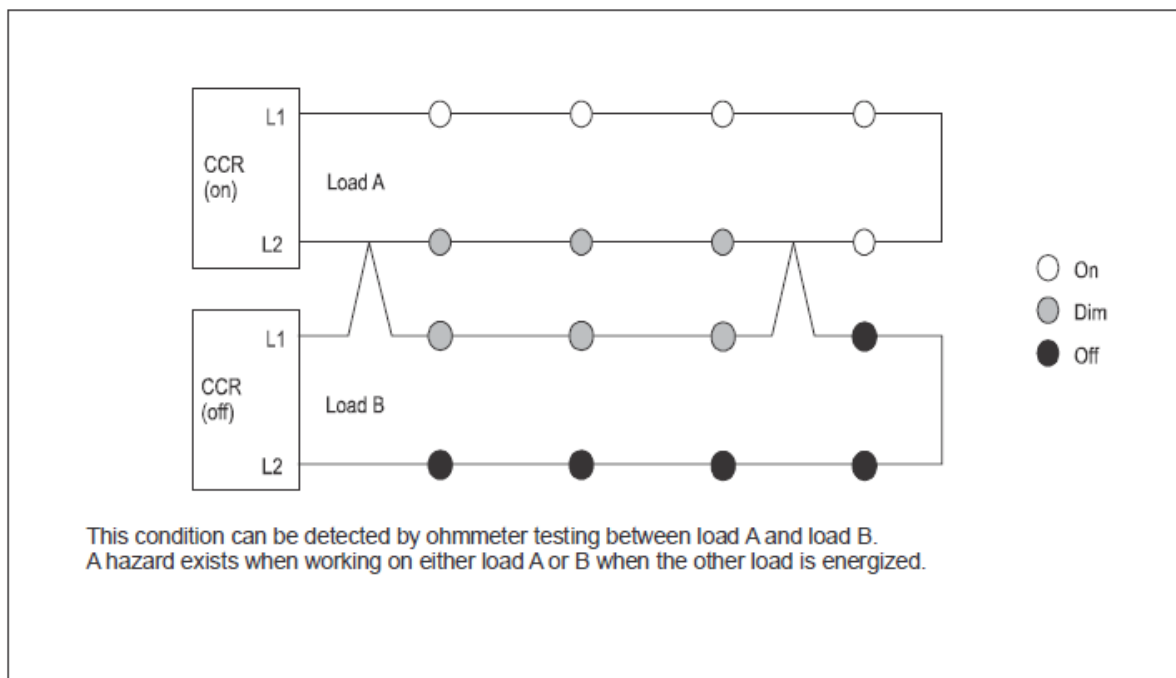 L1
CCR
(on)
Load A
L2
On
Dim
Off
L1
CCR
(off)
Load B
L2
This condition can be detected by ohmmeter testing between load A and load B.
A hazard exists when working on either load A or B when the other load is energized.